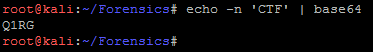 root@kali:~/Forensics# echo -n 'CTF' | base64
Q1RG
root@kali:~/Forensics#